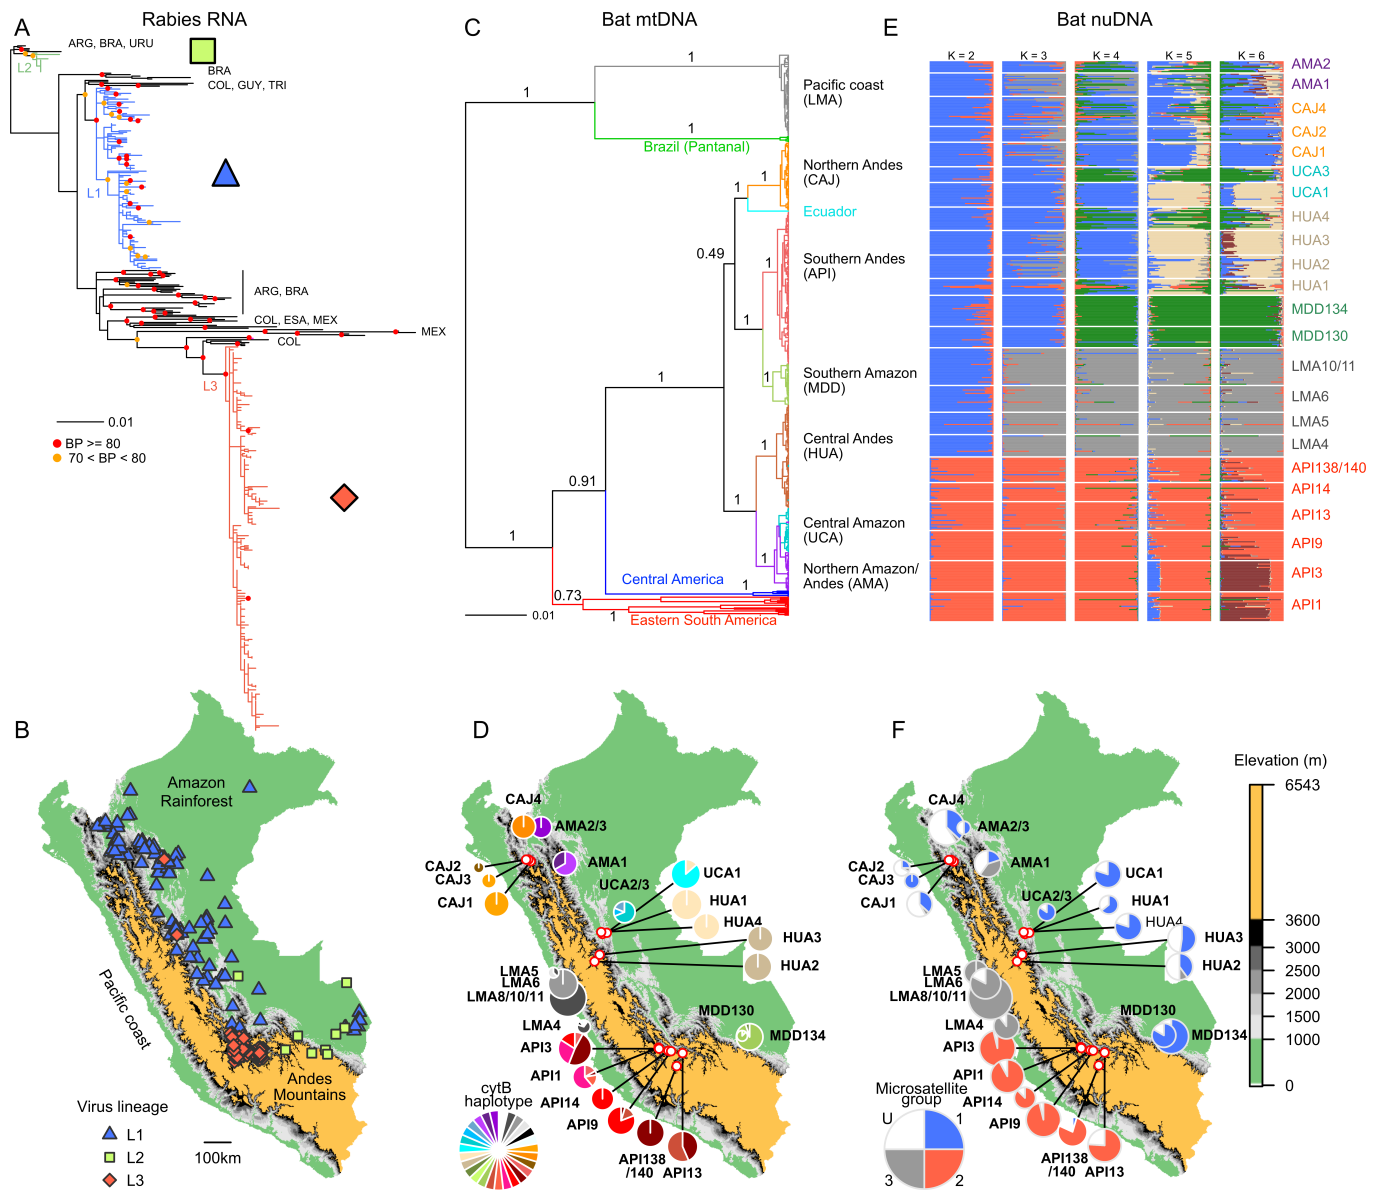 A
Rabies RNA
ARG, BRA, URU
L2
BRA
COL, GUY, TRI
L1
ARG, BRA
COL, ESA, MEX
MEX
COL
L3
0.01
BP >= 80
70 < BP < 80
C
Bat mtDNA
1
1
1
Pacific coast
(LMA)
Brazil (Pantanal)
1
Northern Andes
(CAJ)
Ecuador
0.49
1
Southern Andes
(API)
1
1
Southern Amazon
(MDD)
1
1
Central Andes
(HUA)
0.91
1
Central Amazon
(UCA)
1
1
Northern Amazon/
Andes (AMA)
Central America
1
0.73
1
Eastern South America
0.01
E
Bat nuDNA
K = 2
K = 3
K = 4
K = 5
K = 6
AMA2
AMA1
CAJ4
CAJ2
CAJ1
UCA3
UCA1
HUA4
HUA3
HUA2
HUA1
MDD134
MDD130
LMA10/11
LMA6
LMA5
LMA4
API138/140
API14
API13
API9
API3
API1
B
Amazon
Rainforest
Pacific coast
Andes
Mountains
Virus lineage
L1
L2
L3
100km
D
CAJ4
AMA2/3
CAJ2
CAJ3
CAJ1
AMA1
UCA2/3
UCA1
HUA1
HUA4
HUA3
HUA2
LMA5
LMA6
LMA8/10/11
LMA4
MDD130
MDD134
API3
API1
API14
API9
API138
/140
API13
cytB
haplotype
F
CAJ4
AMA2/3
CAJ2
CAJ3
CAJ1
AMA1
UCA2/3
UCA1
HUA1
HUA4
HUA3
HUA2
LMA5
LMA6
LMA8/10/11
LMA4
MDD130
MDD134
API3
API1
API14
API9
API138
/140
API13
Microsatellite
group
U
1
3
2
Elevation (m)
6543
3600
3000
2500
2000
1500
1000
0